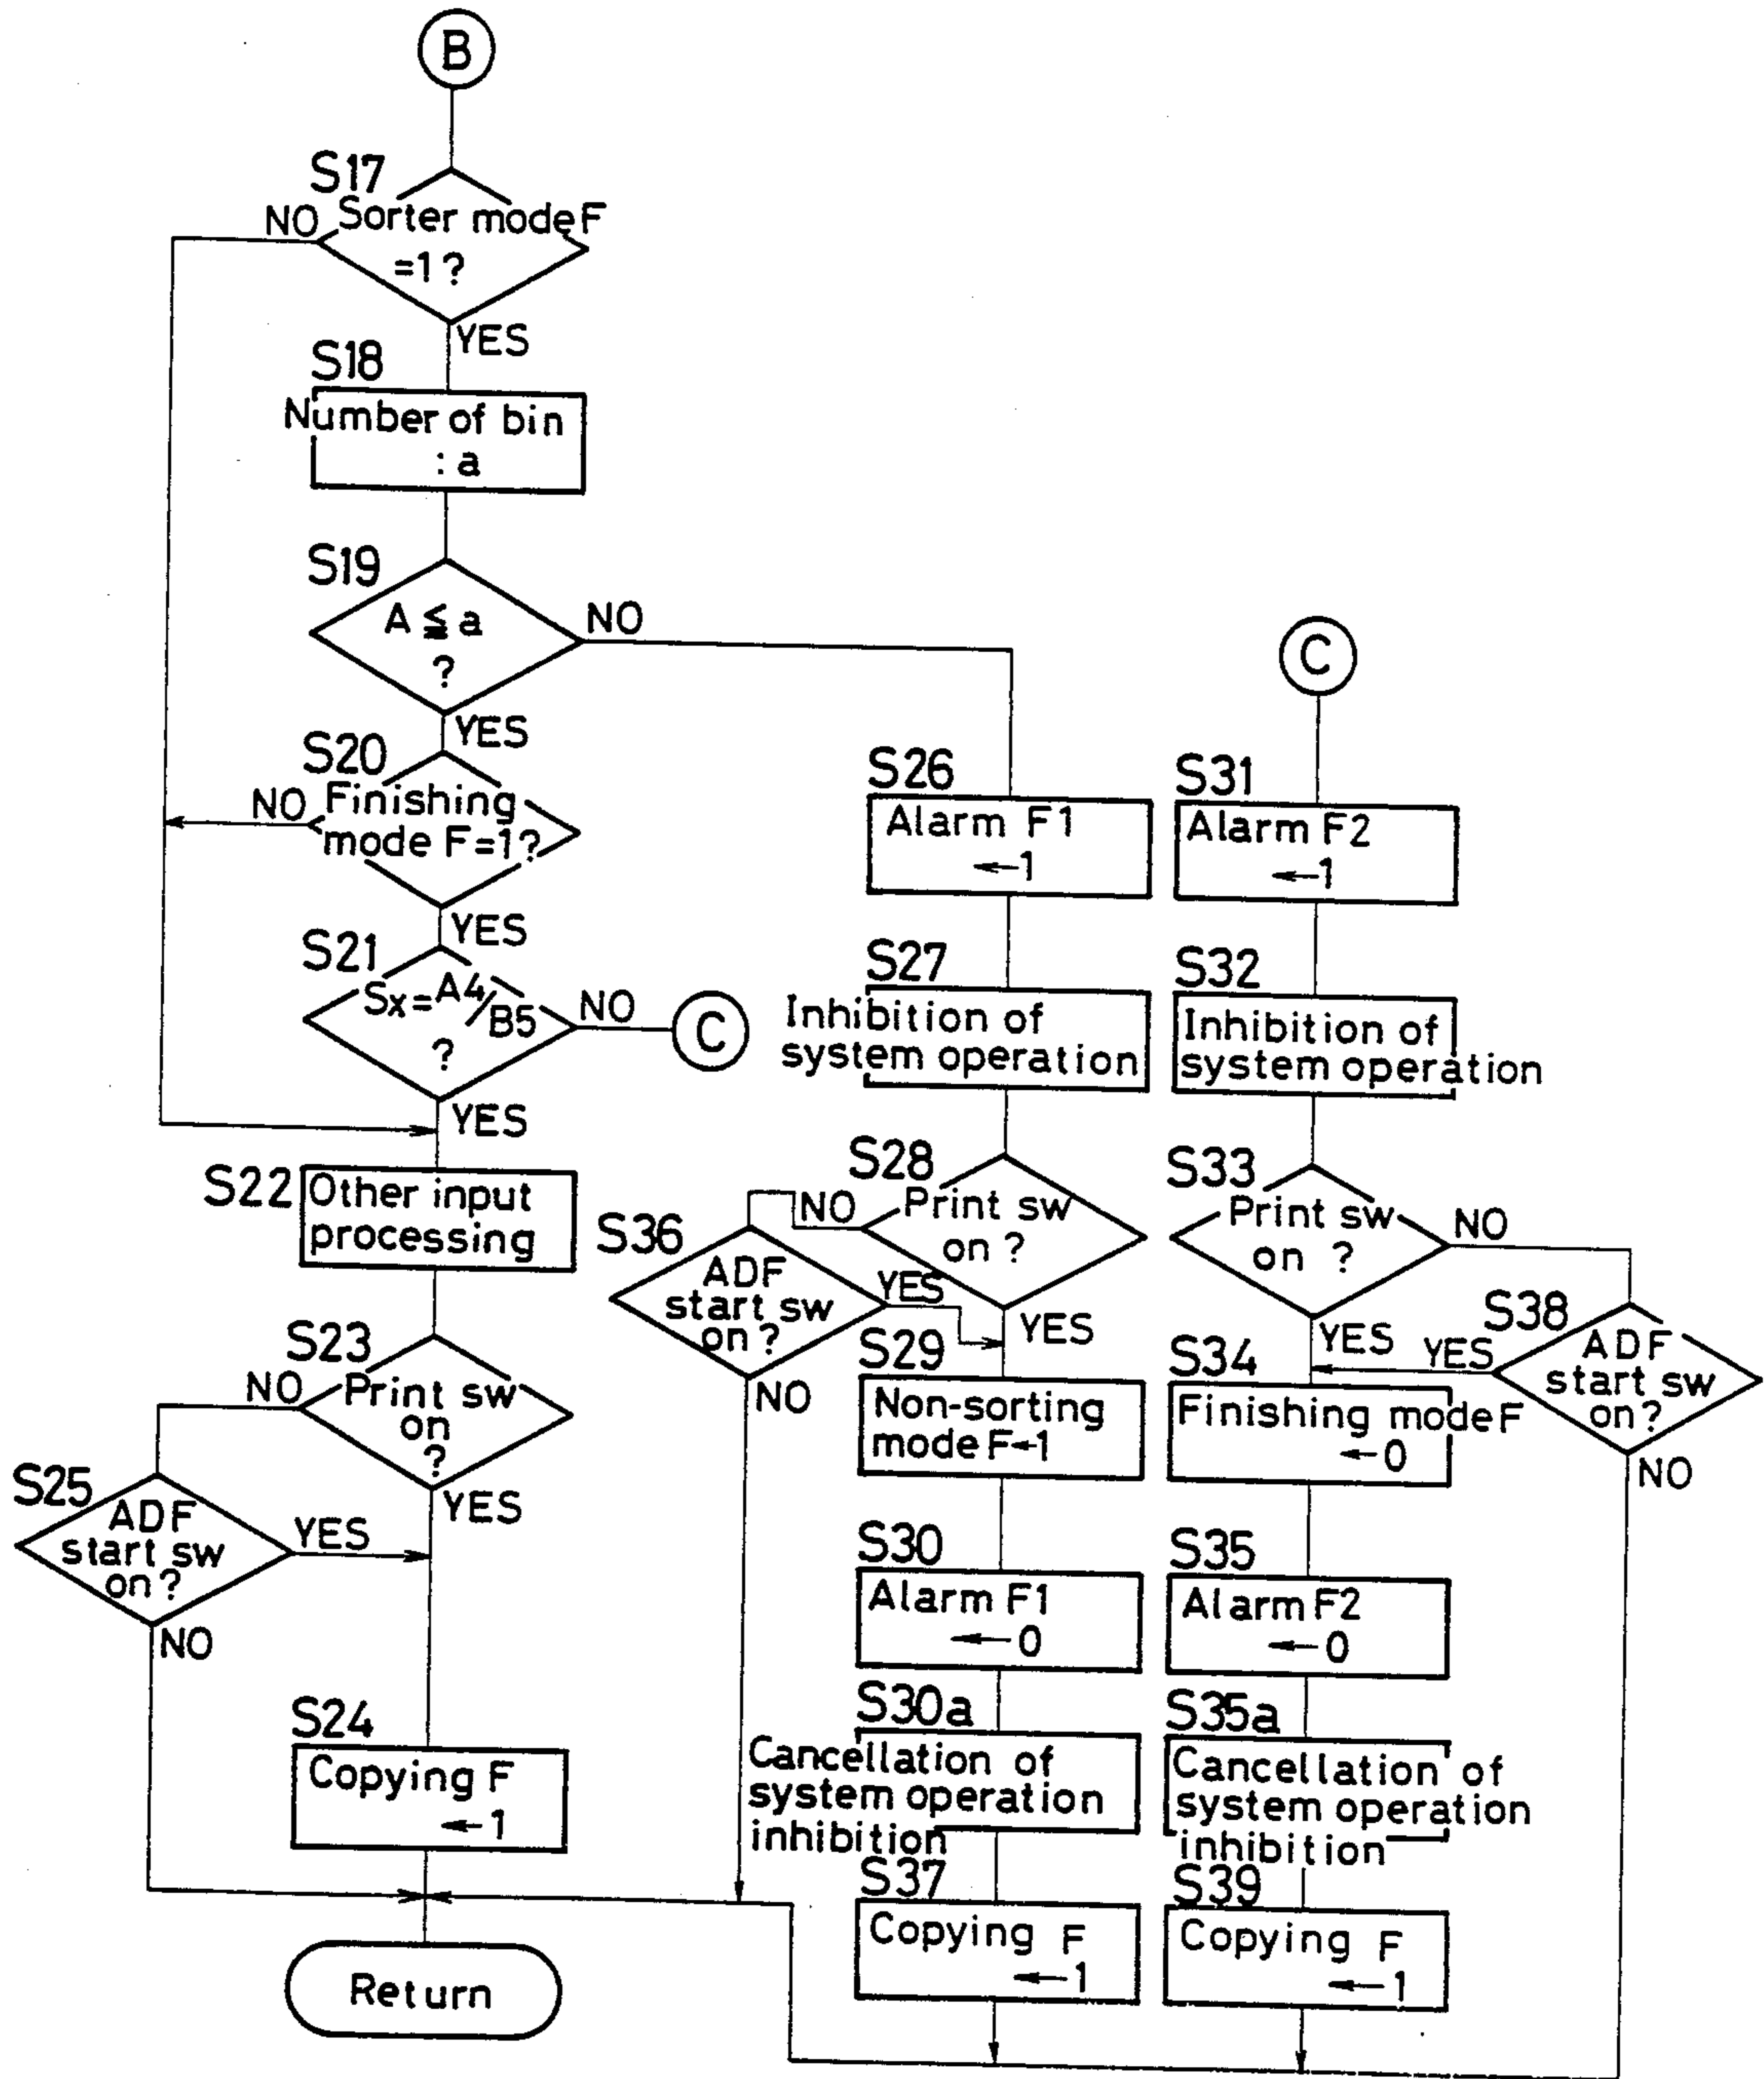 B
S17
Sorter mode F
=1?
NO
YES
S18
Number of bin
: a
S19
A ≦ a
?
NO
YES
S20
Finishing
mode F=1?
NO
YES
S21
Sx=A4/B5
?
NO
C
YES
S22
Other input
processing
S23
Print sw
on
?
NO
YES
S25
ADF
start sw
on?
YES
NO
S24
Copying F
←1
Return
S26
Alarm F1
←1
S27
Inhibition of
system operation
S28
Print sw
on ?
NO
YES
S36
ADF
start sw
on?
YES
NO
S29
Non-sorting
mode F←1
S30
Alarm F1
←0
S30a
Cancellation of
system operation
inhibition
S37
Copying F
←1
C
S31
Alarm F2
←1
S32
Inhibition of
system operation
S33
Print sw
on ?
NO
YES
S38
ADF
start sw
on?
YES
NO
S34
Finishing mode F
←0
S35
Alarm F2
←0
S35a
Cancellation of
system operation
inhibition
S39
Copying F
←1